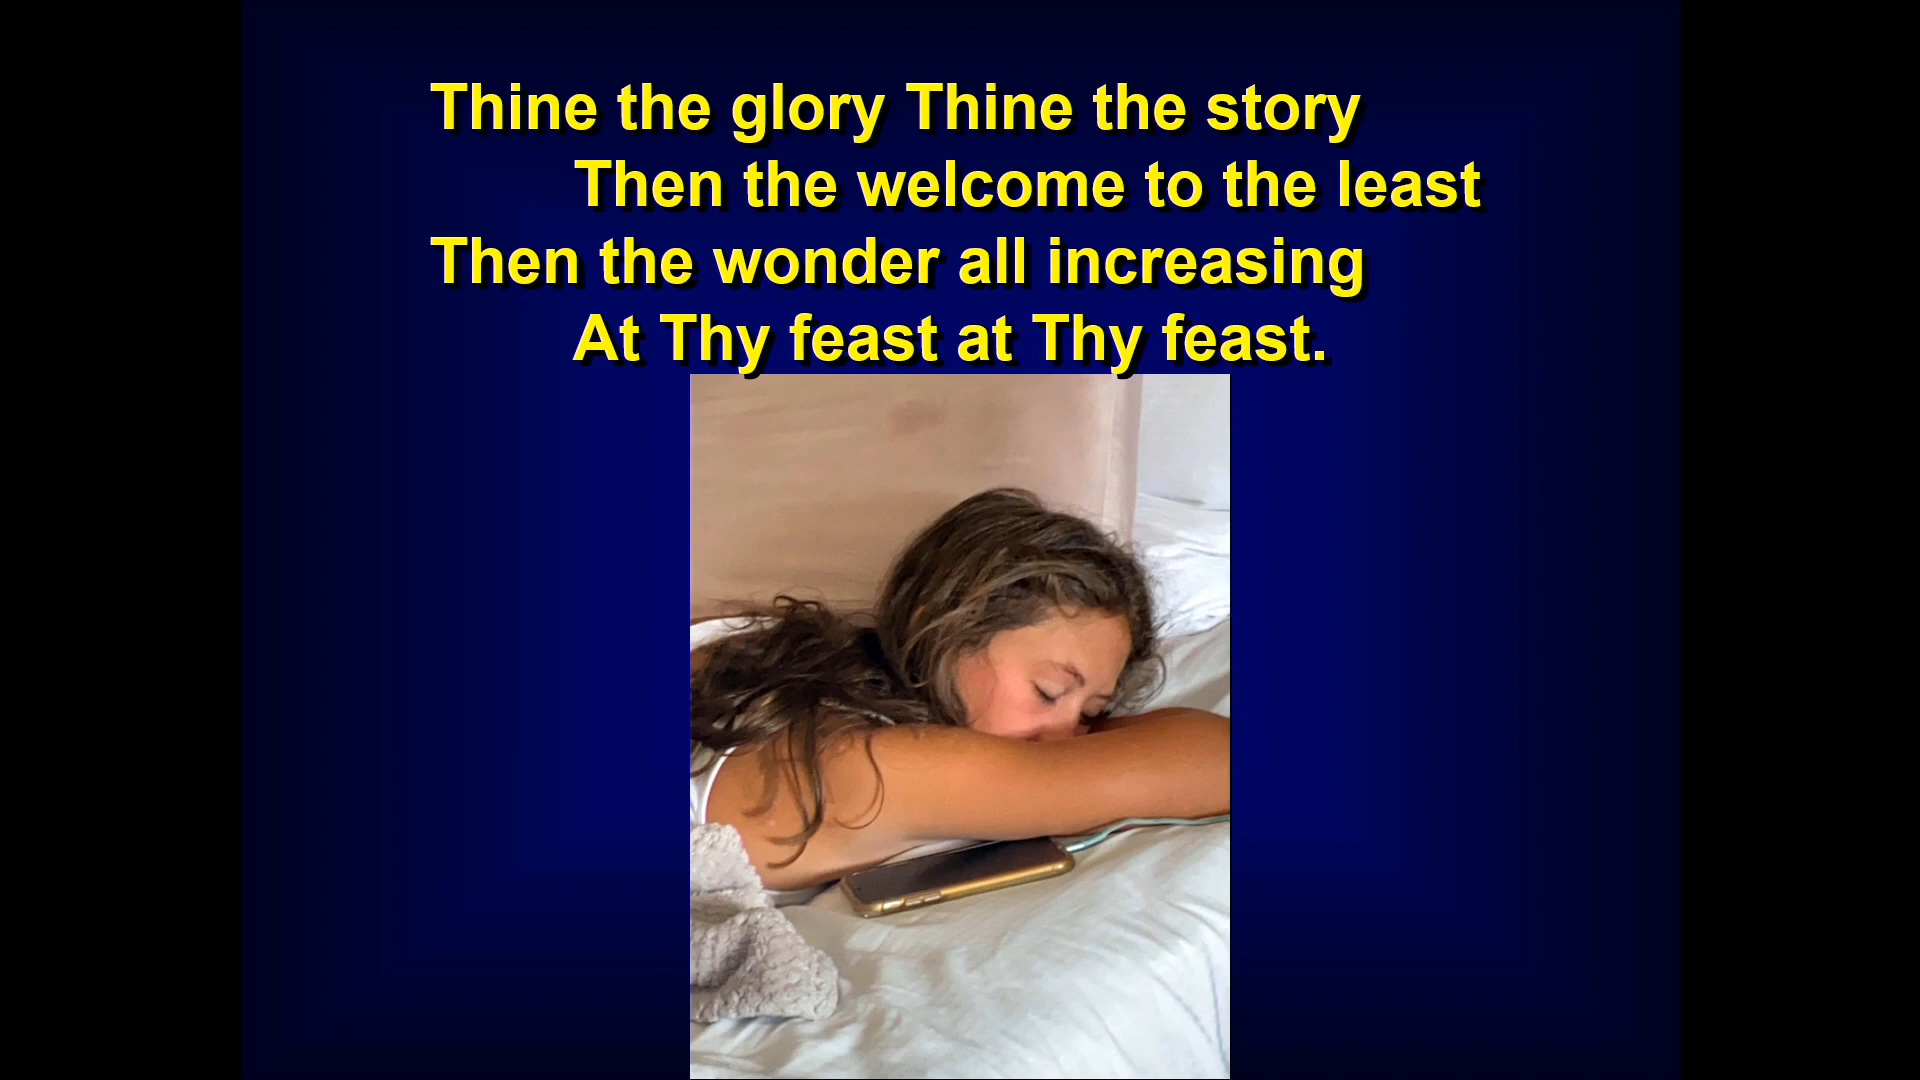 Thine the glory Thine the story
Then the welcome to the least
Then the wonder all increasing
At Thy feast at Thy feast.